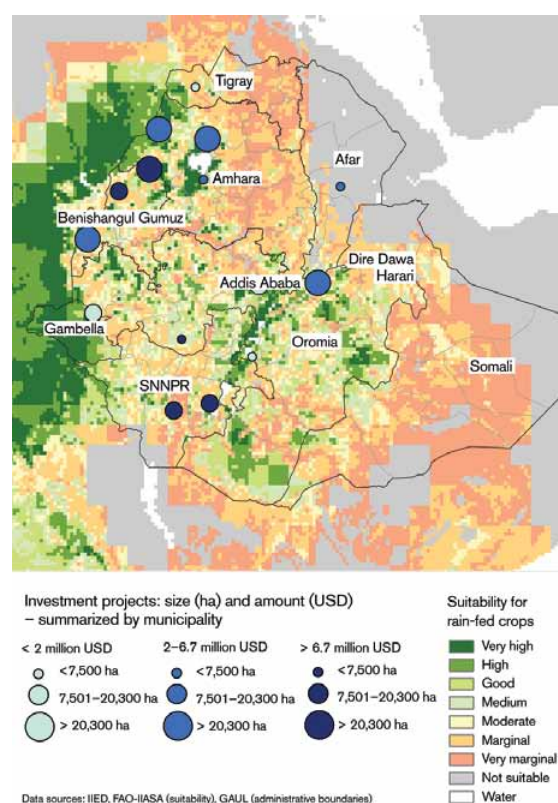 Tigray
Afar
Amhara
Benishangul Gumuz
Dire Dawa
Harari
Addis Ababa
Gambella
Oromia
Somali
SNNPR
Investment projects: size (ha) and amount (USD)
– summarized by municipality
< 2 million USD
<7,500 ha
7,501–20,300 ha
> 20,300 ha
2–6.7 million USD
<7,500 ha
7,501–20,300 ha
> 20,300 ha
> 6.7 million USD
<7,500 ha
7,501–20,300 ha
> 20,300 ha
Suitability for
rain-fed crops
Very high
High
Good
Medium
Moderate
Marginal
Very marginal
Not suitable
Water
Data sources: IIED, FAO-IIASA (suitability), GAUL (administrative boundaries)